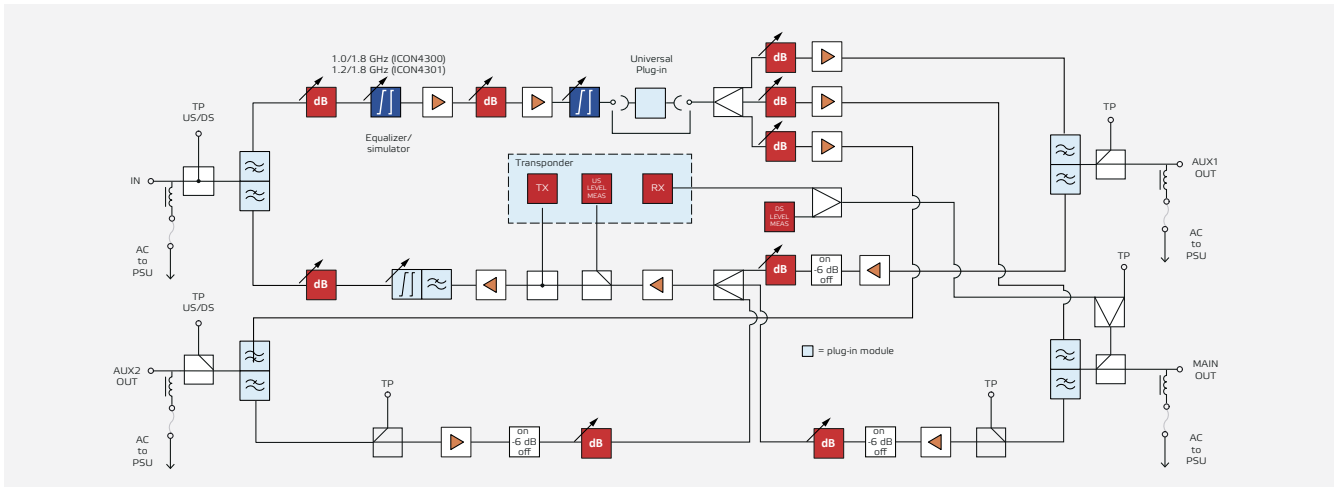 1.0/1.8 GHz (ICON4300)
1.2/1.8 GHz (ICON4301)
Universal
Plug-in
dB
TP
US/DS
dB
dB
dB
TP
Equalizer/
simulator
dB
Transponder
IN
AUX1
OUT
TX
US
LEVEL
MEAS
RX
DS
LEVEL
MEAS
AC
to
PSU
AC
to
PSU
TP
dB
dB
on
-6 dB
off
TP
US/DS
= plug-in module
AUX2
OUT
MAIN
OUT
TP
TP
AC
to
PSU
on
-6 dB
off
dB
dB
on
-6 dB
off
AC
to
PSU